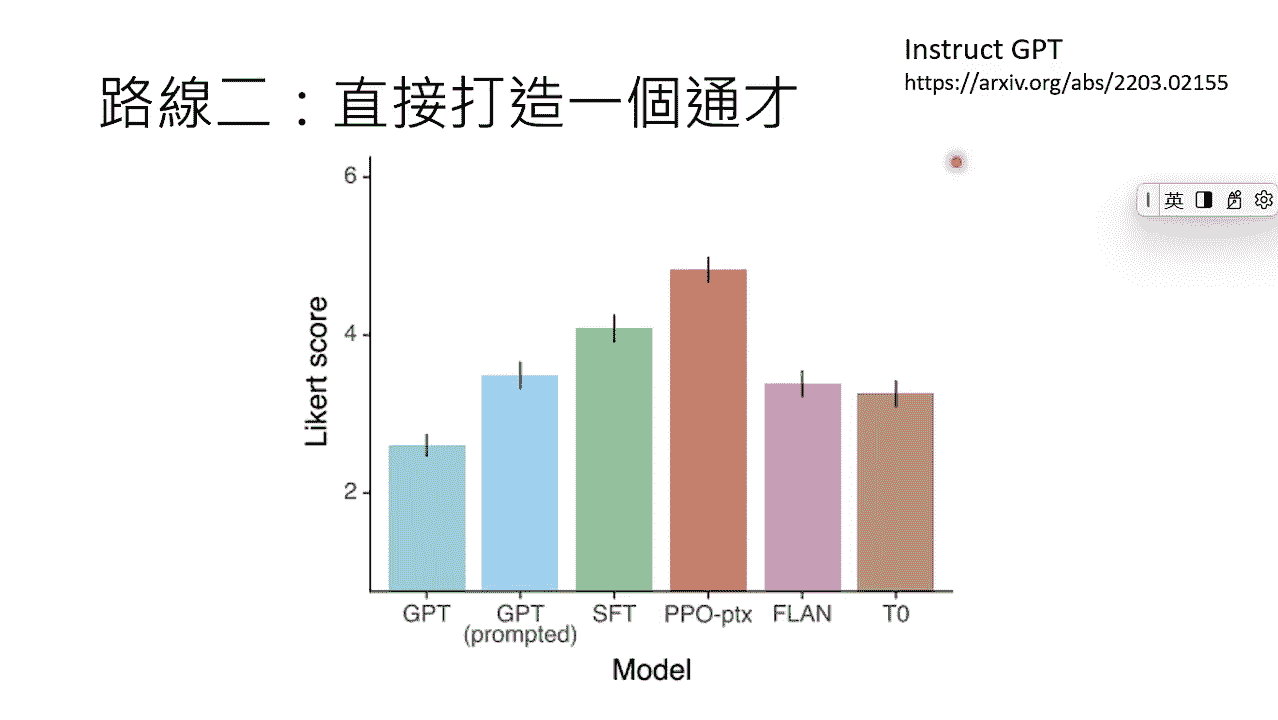 Instruct GPT
https://arxiv.org/abs/2203.02155
路線二：直接打造一個通才
英
6
4
2
Likert score
GPT
GPT
(prompted)
SFT
PPO-ptx
FLAN
T0
Model